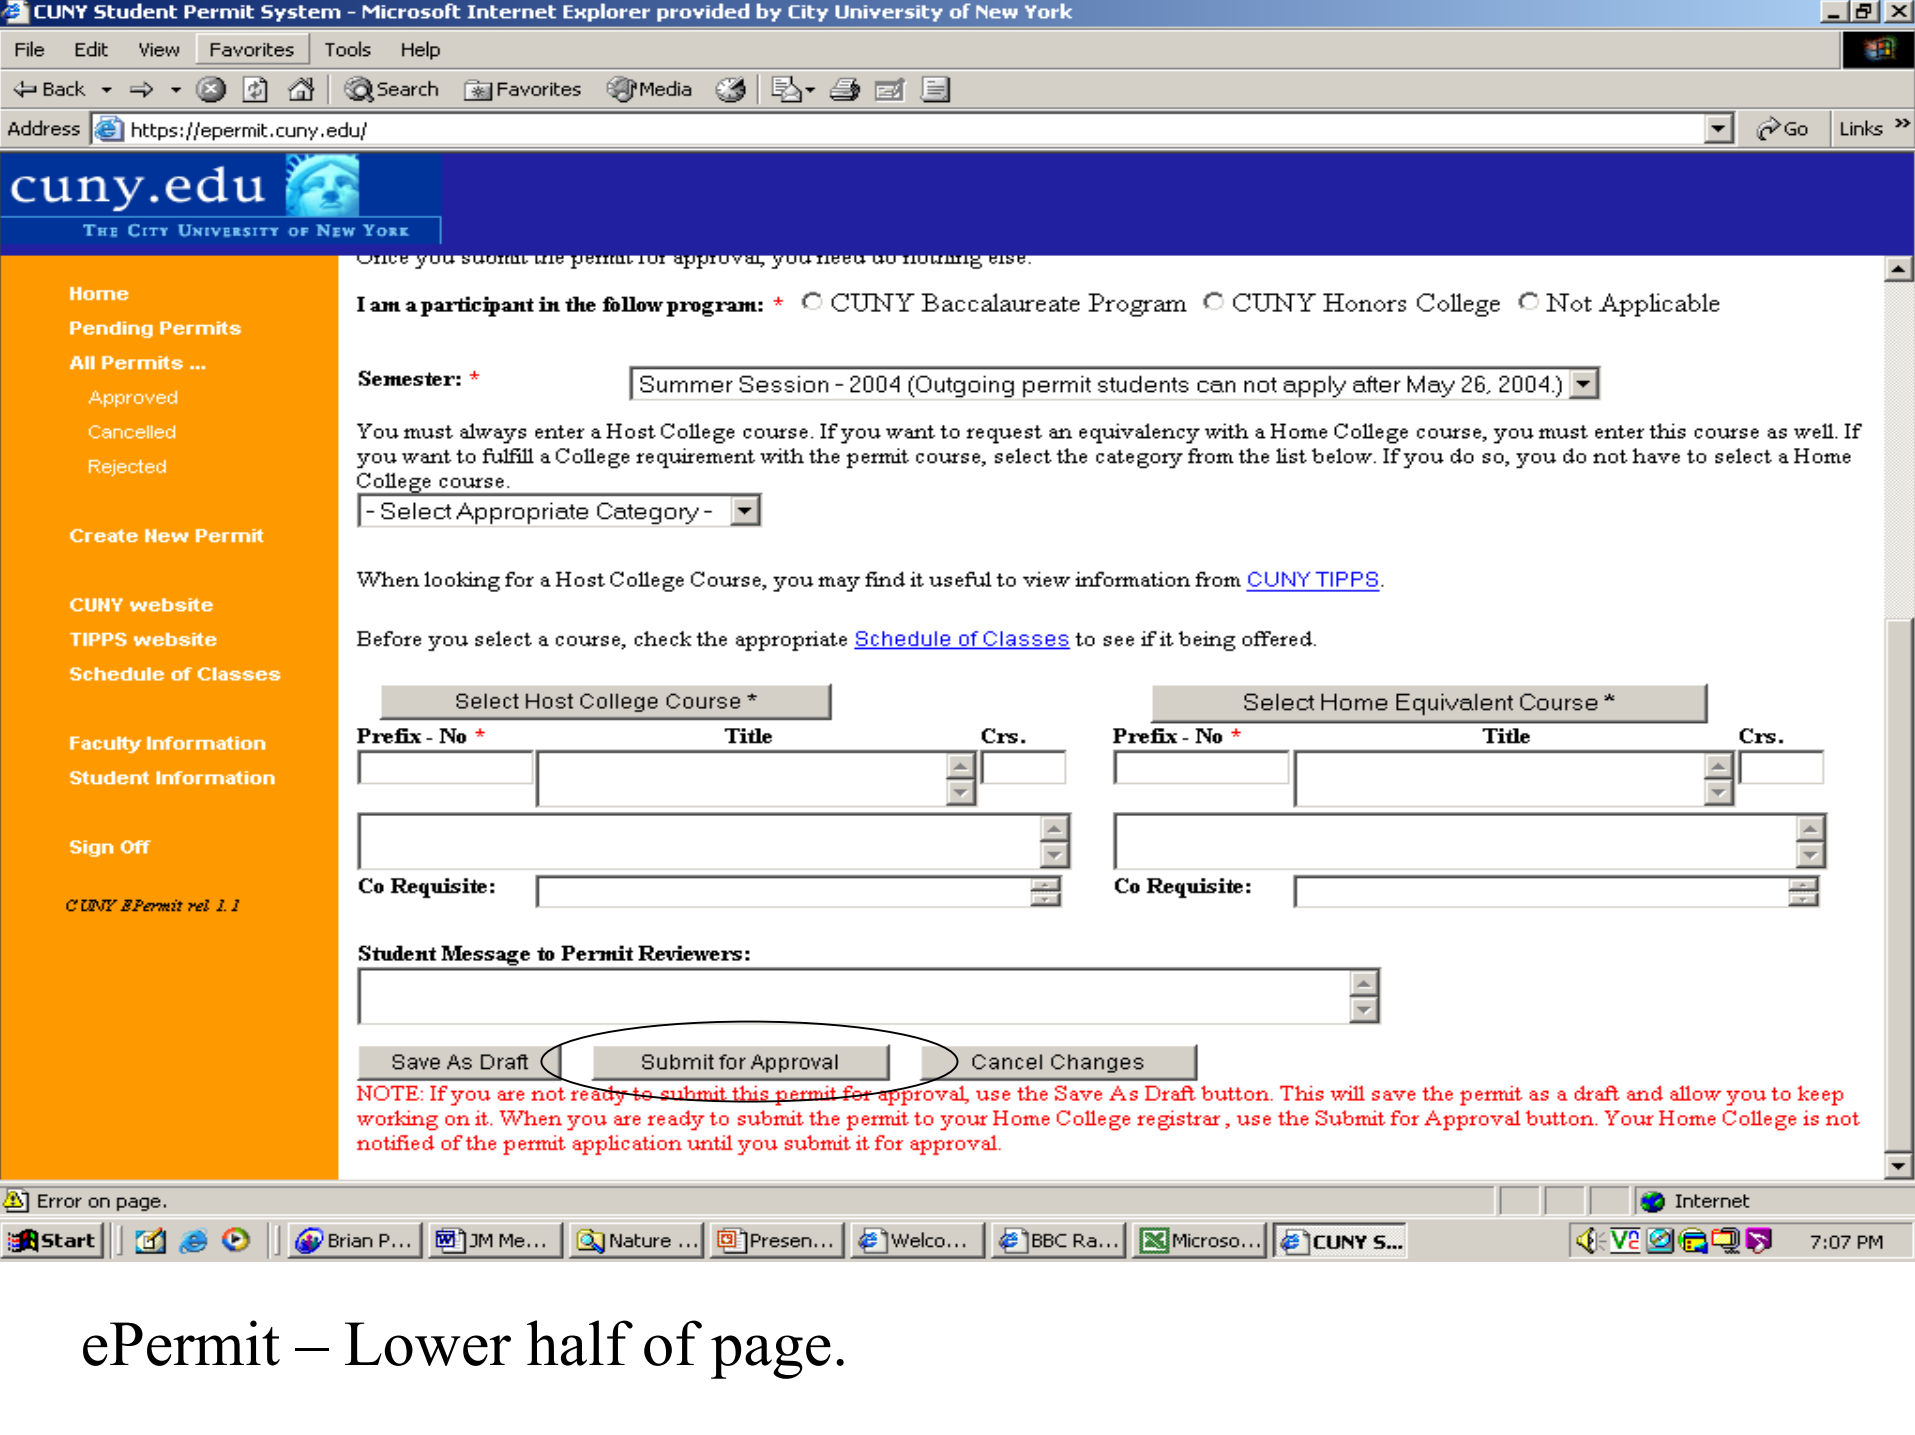 CUNY Student Permit System - Microsoft Internet Explorer provided by City University of New York
File Edit View Favorites Tools Help
Back Search Favorites Media
Address https://epermit.cuny.edu/ Go Links »
cuny.edu
THE CITY UNIVERSITY OF NEW YORK
Home
Pending Permits
All Permits ...
Approved
Cancelled
Rejected
Create New Permit
CUNY website
TIPPS website
Schedule of Classes
Faculty Information
Student Information
Sign Off
CUNY EPermit rel 1.1
Once you submit the permit for approval, you need do nothing else.
I am a participant in the follow program: * CUNY Baccalaureate Program CUNY Honors College Not Applicable
Semester: * Summer Session - 2004 (Outgoing permit students can not apply after May 26, 2004.)
You must always enter a Host College course. If you want to request an equivalency with a Home College course, you must enter this course as well. If
you want to fulfill a College requirement with the permit course, select the category from the list below. If you do so, you do not have to select a Home
College course.
- Select Appropriate Category -
When looking for a Host College Course, you may find it useful to view information from CUNY TIPPS.
Before you select a course, check the appropriate Schedule of Classes to see if it being offered.
Select Host College Course * Select Home Equivalent Course *
Prefix - No * Title Crs. Prefix - No * Title Crs.
Co Requisite: Co Requisite:
Student Message to Permit Reviewers:
Save As Draft Submit for Approval Cancel Changes
NOTE: If you are not ready to submit this permit for approval, use the Save As Draft button. This will save the permit as a draft and allow you to keep
working on it. When you are ready to submit the permit to your Home College registrar , use the Submit for Approval button. Your Home College is not
notified of the permit application until you submit it for approval.
Error on page. Internet
Start Brian P... JM Me... Nature ... Presen... Welco... BBC Ra... Microso... CUNY S... 7:07 PM
ePermit – Lower half of page.